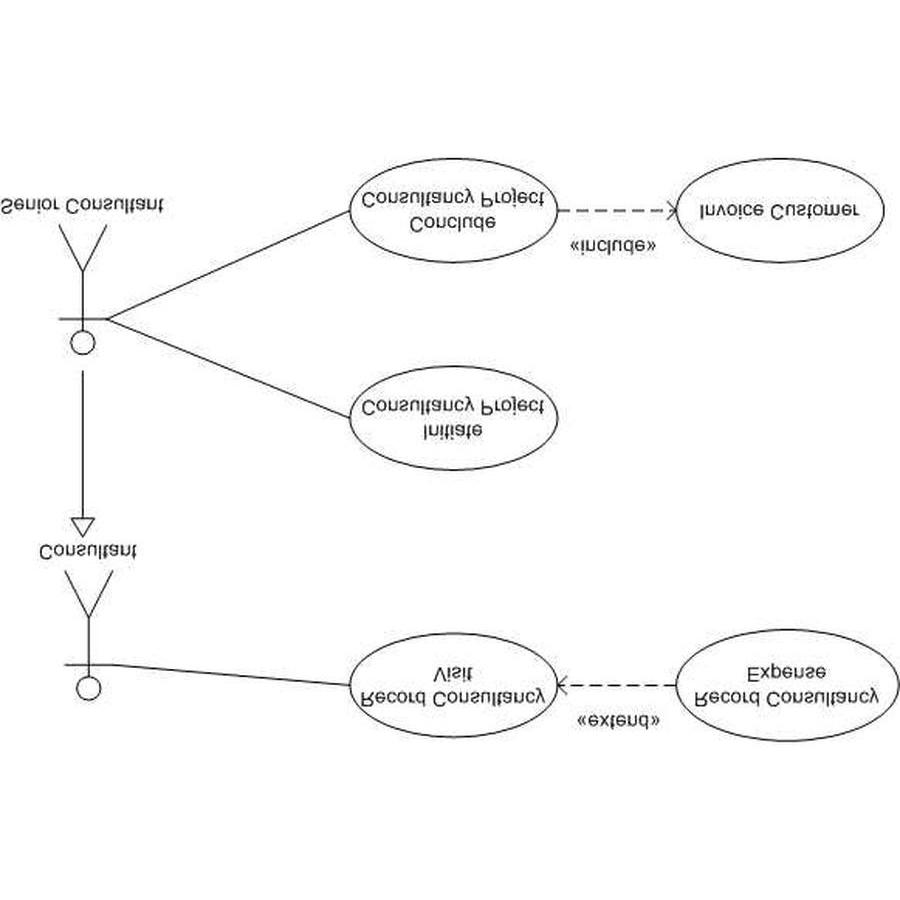 Record Consultancy
Visit
«extend»
Record Consultancy
Expense
Consultant
Initiate
Consultancy Project
Conclude
Consultancy Project
«include»
Invoice Customer
Senior Consultant